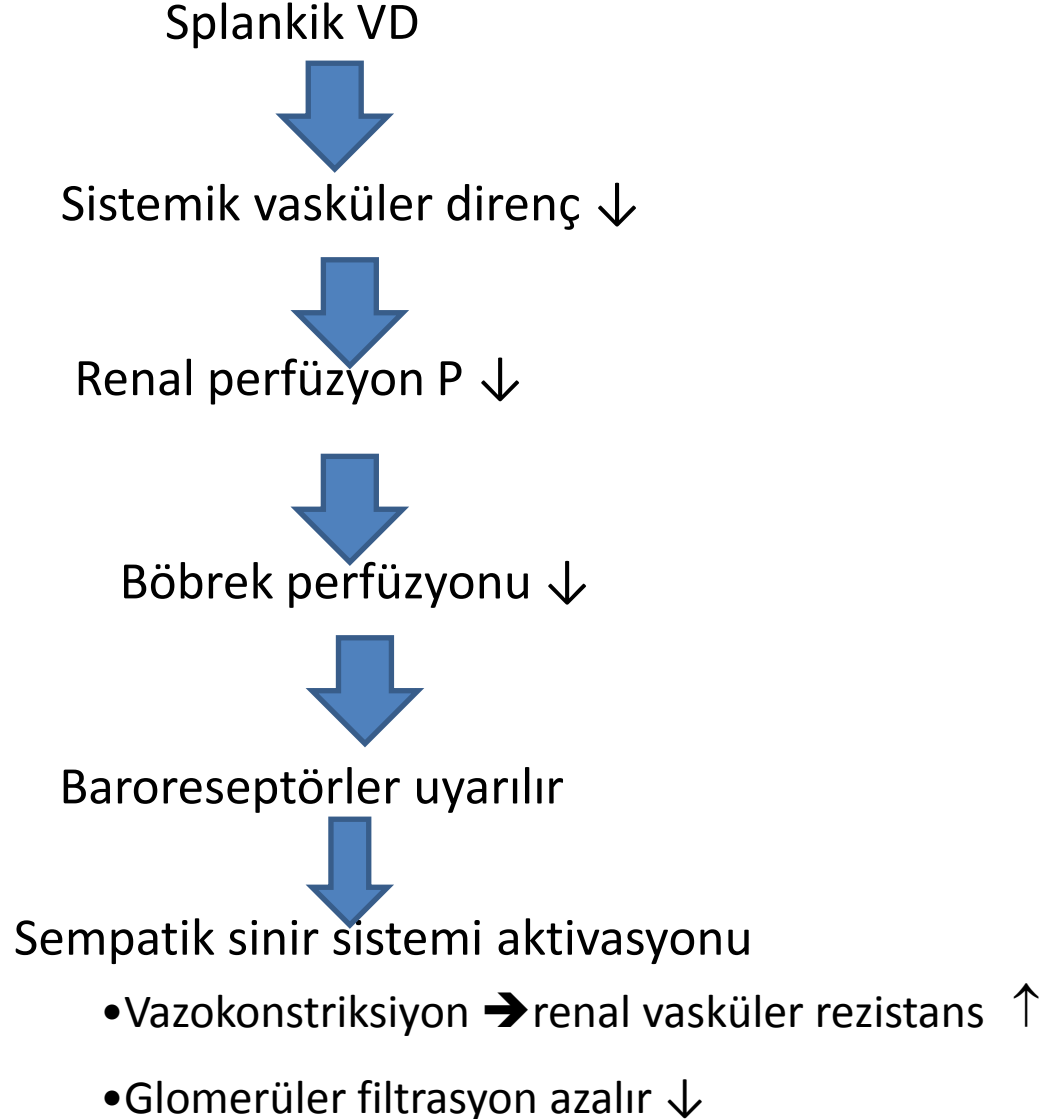 Splankik VD
Sistemik vasküler direnç ↓
Renal perfüzyon P ↓
Böbrek perfüzyonu ↓
Baroreseptörler uyarılır
Sempatik sinir sistemi aktivasyonu
•Vazokonstriksiyon ➔renal vasküler rezistans ↑
•Glomerüler filtrasyon azalır ↓